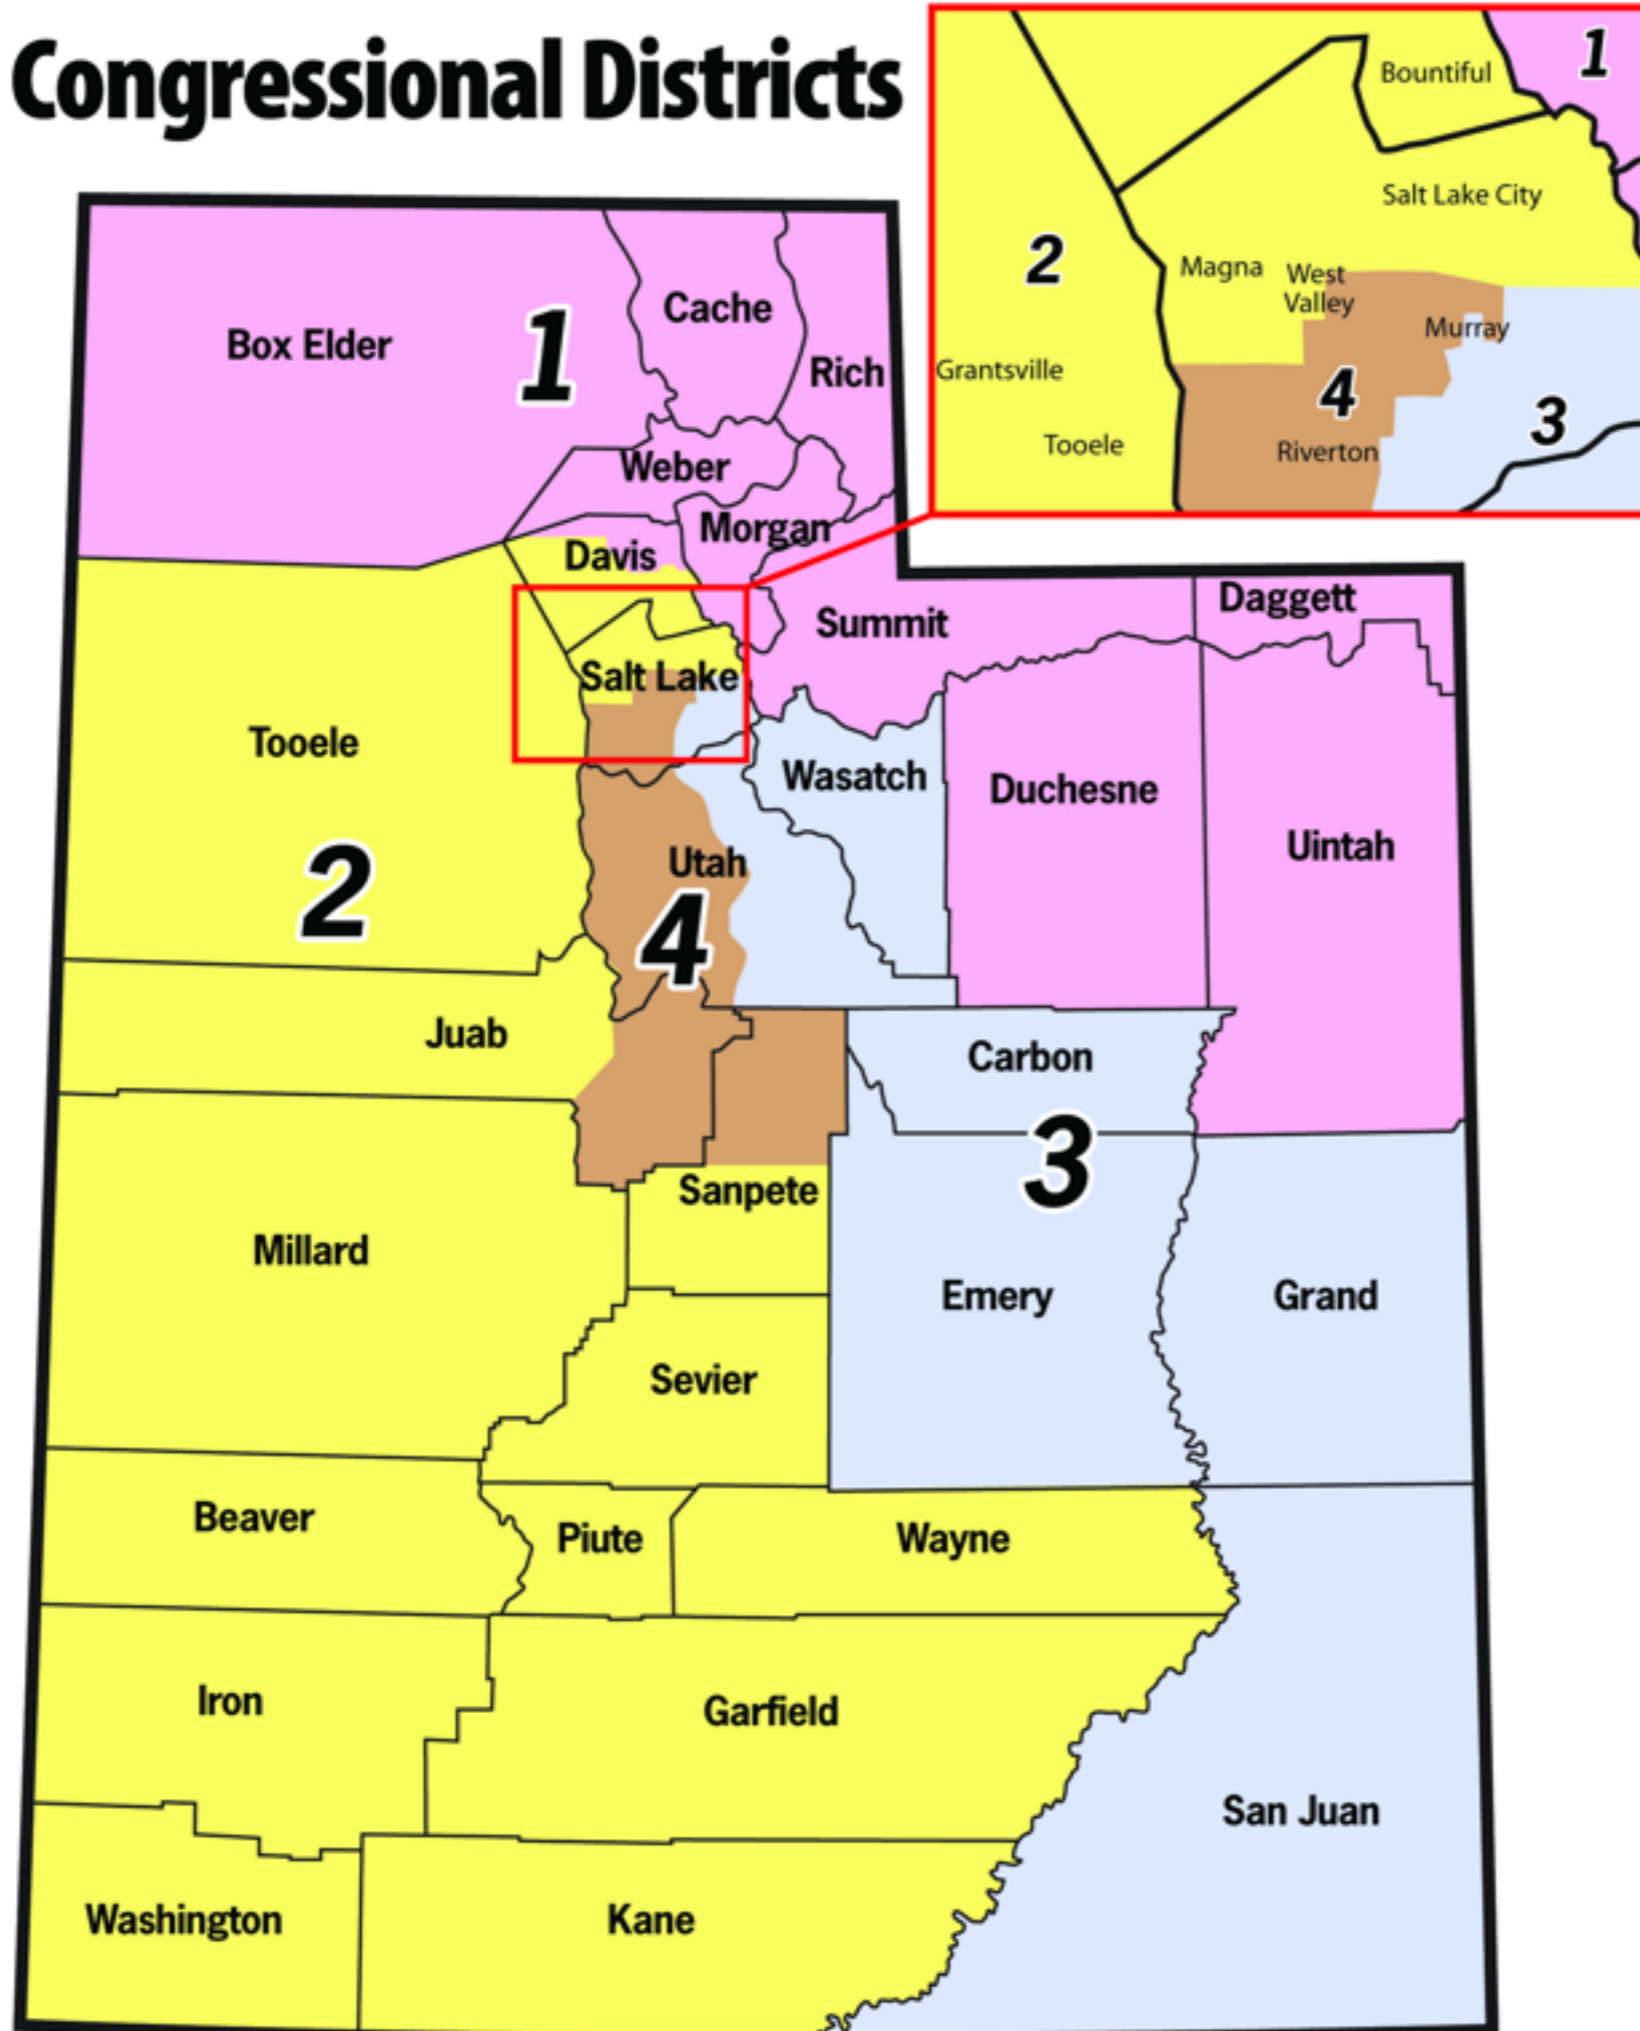 Congressional Districts
1
Bountiful
Salt Lake City
2
Magna
West
Valley
Murray
Grantsville
4
3
Tooele
Riverton
Cache
Box Elder
1
Rich
Weber
Morgan
Davis
Daggett
Summit
Salt Lake
Tooele
Wasatch
Duchesne
Uintah
2
Utah
4
Juab
Carbon
3
Sanpete
Millard
Emery
Grand
Sevier
Beaver
Piute
Wayne
Iron
Garfield
San Juan
Washington
Kane